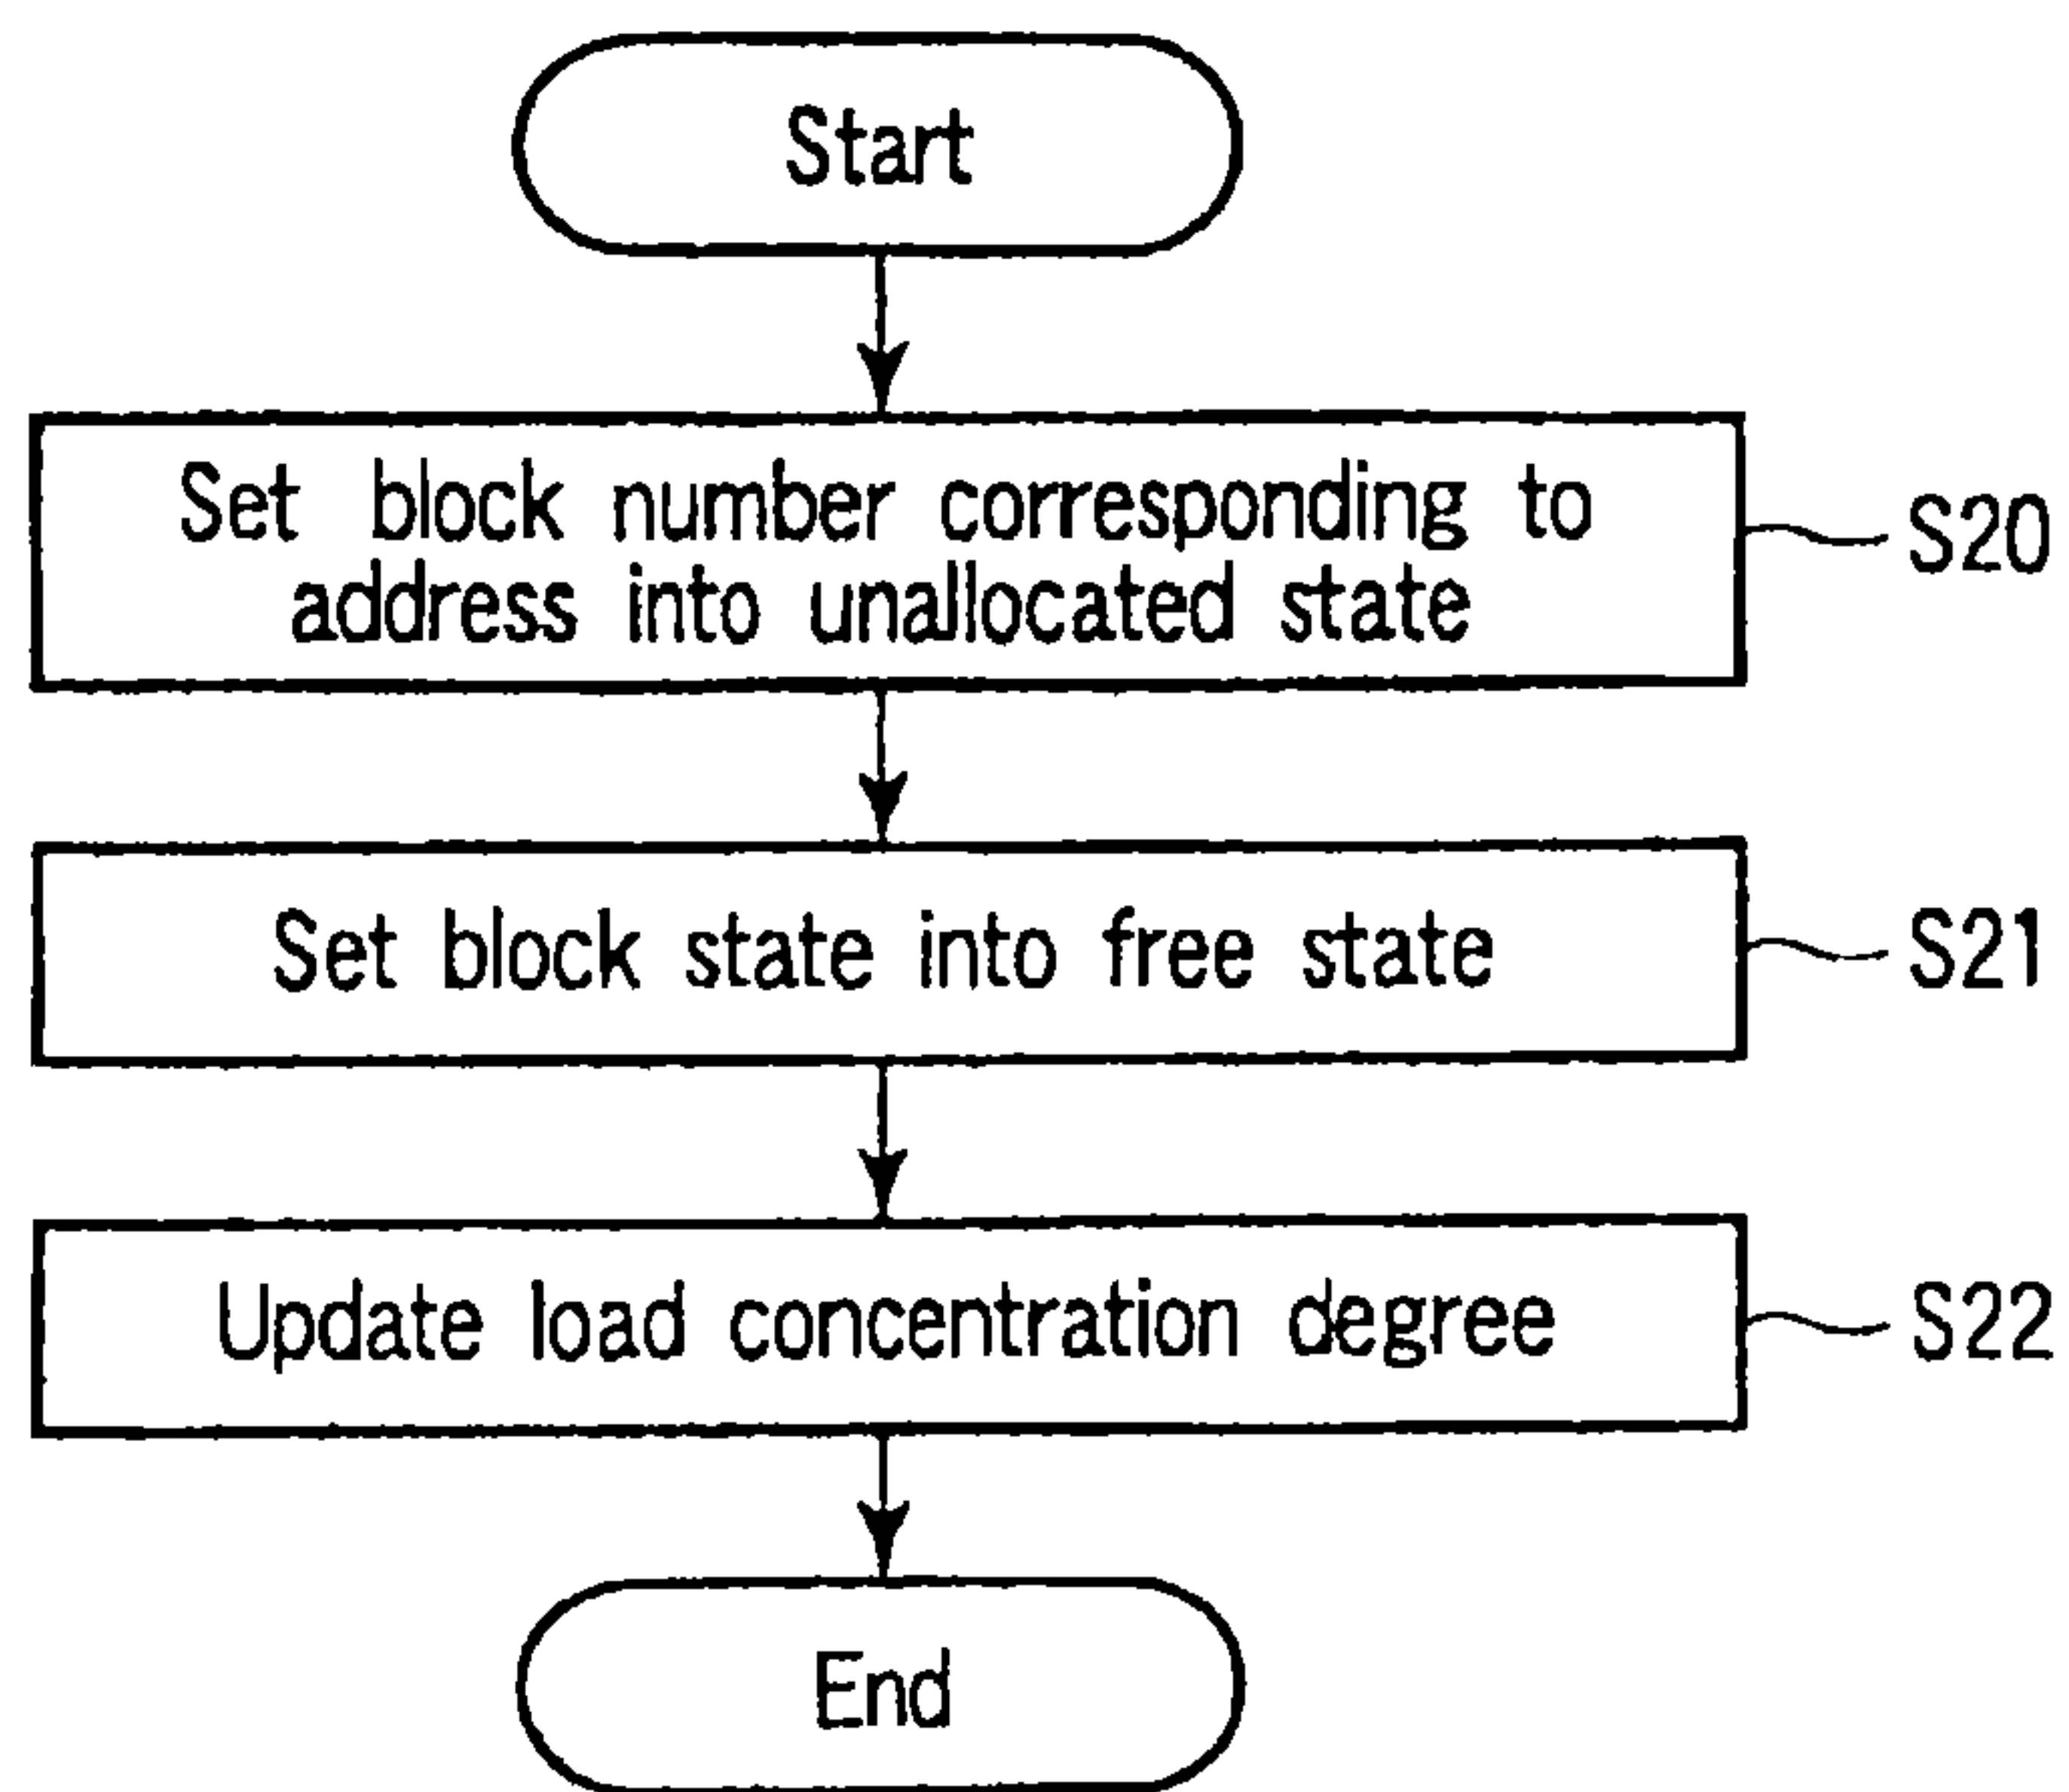 Start
Set block number corresponding to
address into unallocated state
S20
Set block state into free state
S21
Update load concentration degree
S22
End